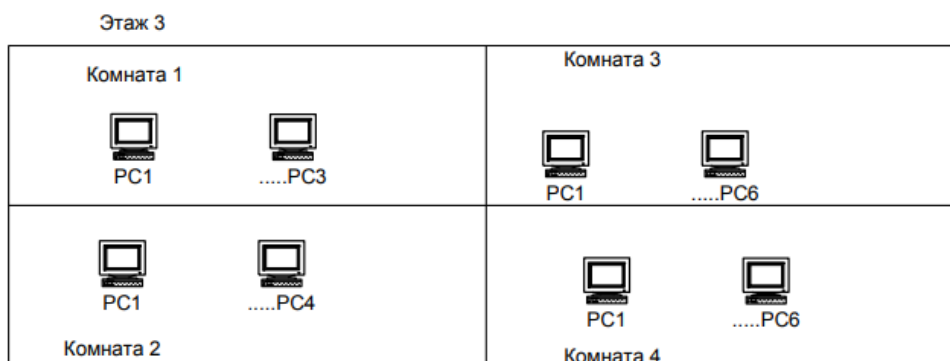 Этаж 3
Комната 1
PC1 .....PC3
Комната 3
PC1 .....PC6
PC1 .....PC4
Комната 2
PC1 .....PC6
Комната 4